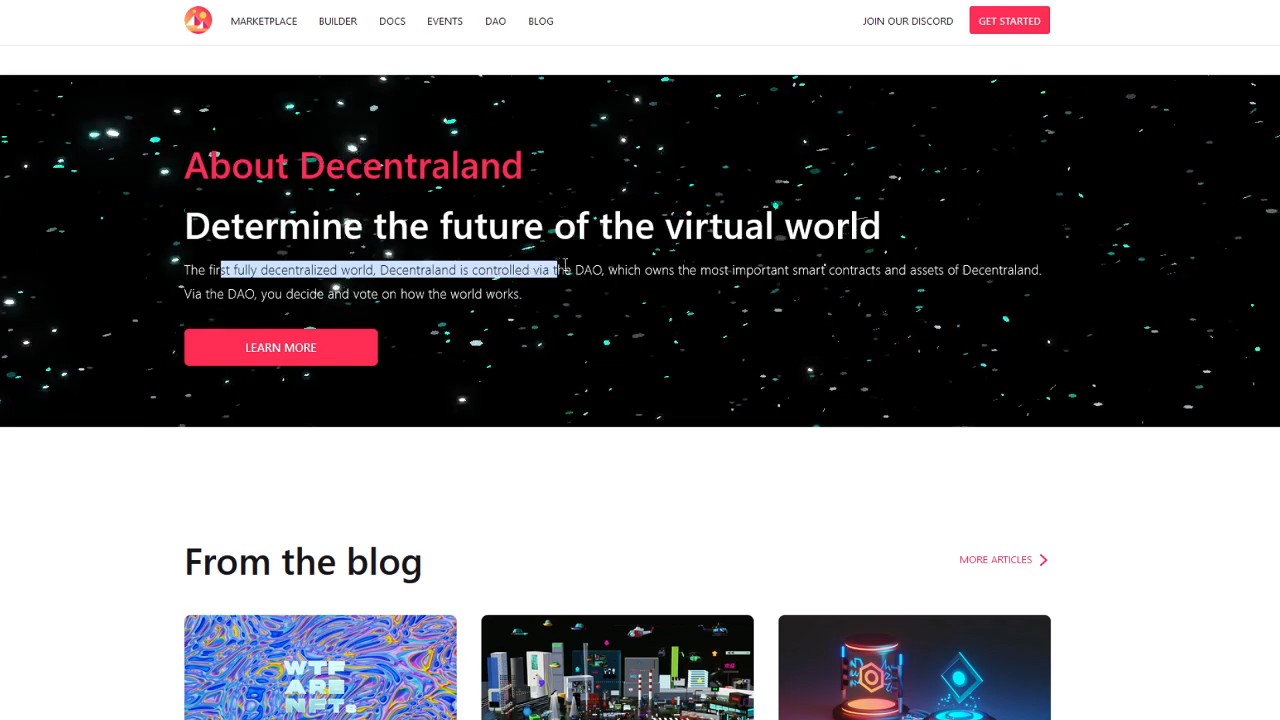 MARKETPLACE BUILDER DOCS EVENTS DAO BLOG JOIN OUR DISCORD GET STARTED
About Decentraland
Determine the future of the virtual world
The first fully decentralized world, Decentraland is controlled via the DAO, which owns the most important smart contracts and assets of Decentraland.
Via the DAO, you decide and vote on how the world works.
LEARN MORE
From the blog
MORE ARTICLES
WTF
ARE
NFTs